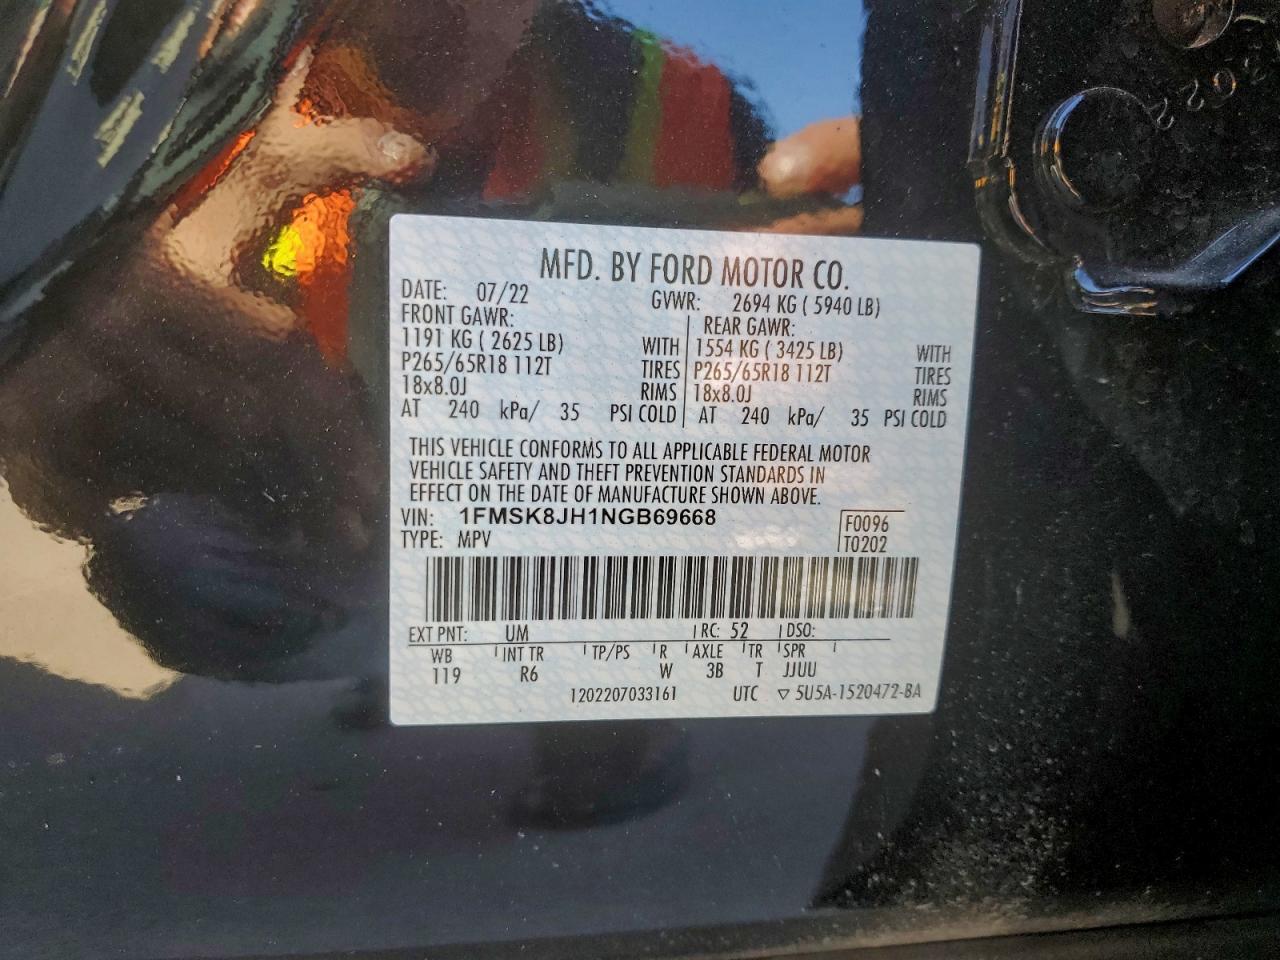 MFD. BY FORD MOTOR CO.
DATE: 07/22 GVWR: 2694 KG ( 5940 LB)
FRONT GAWR: REAR GAWR:
1191 KG ( 2625 LB) WITH 1554 KG ( 3425 LB) WITH
P265/65R18 112T TIRES P265/65R18 112T TIRES
18x8.0J RIMS 18x8.0J RIMS
AT 240 kPa/ 35 PSI COLD AT 240 kPa/ 35 PSI COLD
THIS VEHICLE CONFORMS TO ALL APPLICABLE FEDERAL MOTOR
VEHICLE SAFETY AND THEFT PREVENTION STANDARDS IN
EFFECT ON THE DATE OF MANUFACTURE SHOWN ABOVE.
VIN: 1FMSK8JH1NGB69668 F0096
TYPE: MPV T0202
EXT PNT: UM RC: 52 DSO:
WB INT TR TP/PS R AXLE TR SPR
119 R6 W 3B T JJUU
1202207033161 UTC ▽ 5U5A-1520472-BA